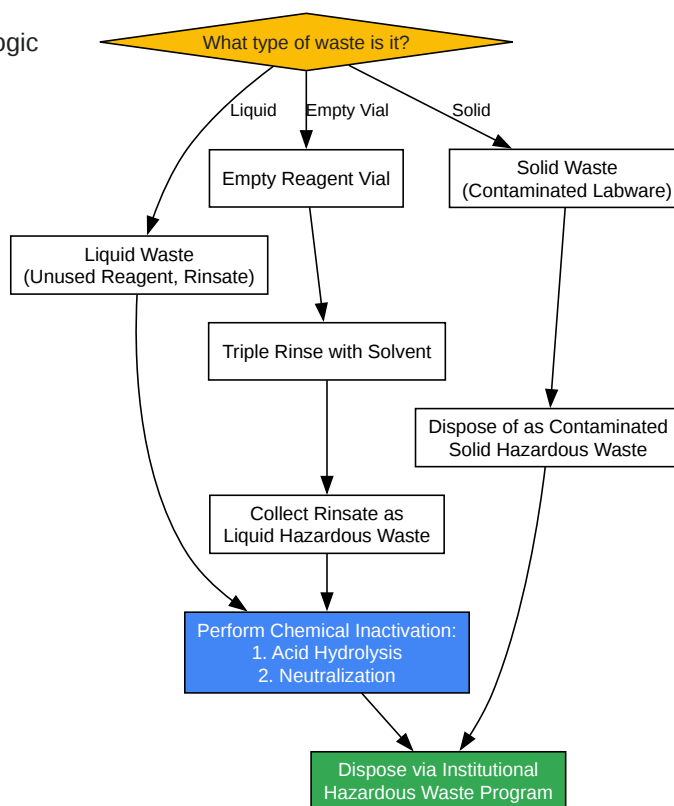 What type of waste is it?
Liquid
Empty Vial
Solid
Empty Reagent Vial
Solid Waste
(Contaminated Labware)
Liquid Waste
(Unused Reagent, Rinsate)
Triple Rinse with Solvent
Dispose of as Contaminated
Solid Hazardous Waste
Collect Rinsate as
Liquid Hazardous Waste
Perform Chemical Inactivation:
1. Acid Hydrolysis
2. Neutralization
Dispose via Institutional
Hazardous Waste Program